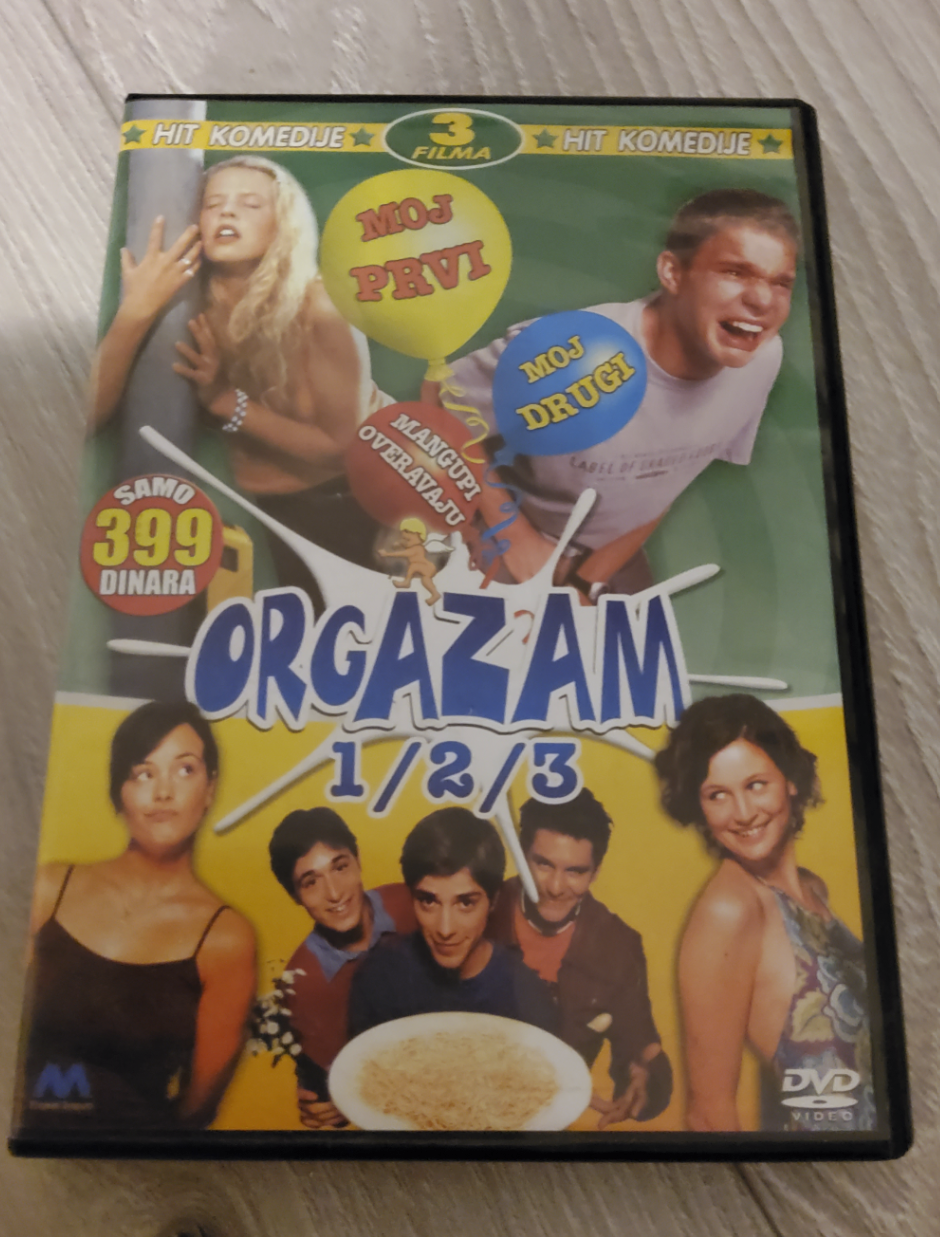 HIT KOMEDIJE
3
FILMA
HIT KOMEDIJE
MOJ
PRVI
MOJ
DRUGI
MANGUPI
OVERAVAJU
SAMO
399
DINARA
ORGAZAM
1/2/3
DVD
VIDEO